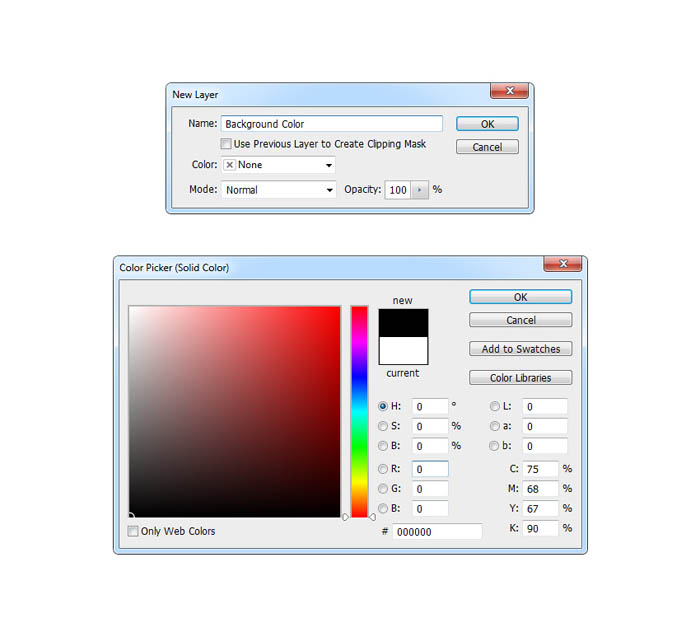 New Layer
Name: Background Color
OK
Use Previous Layer to Create Clipping Mask
Cancel
Color: None
Mode: Normal Opacity: 100 %
Color Picker (Solid Color)
new
OK
Cancel
Add to Swatches
current
Color Libraries
H: 0 ° L: 0
S: 0 % a: 0
B: 0 % b: 0
R: 0 C: 75 %
G: 0 M: 68 %
B: 0 Y: 67 %
Only Web Colors # 000000 K: 90 %